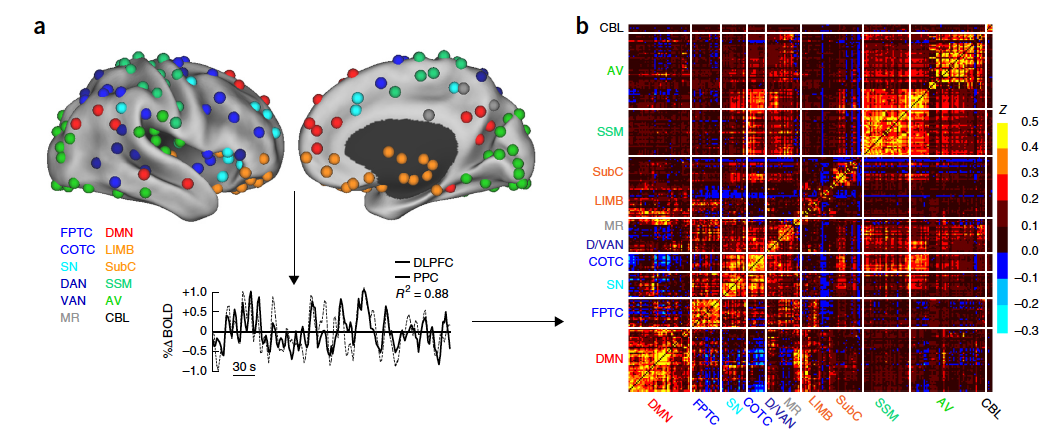 a
FPTC DMN
COTC LIMB
SN SubC
DAN SSM
VAN AV
MR CBL
DLPFC
PPC
R² = 0.88
%Δ BOLD
+1.0
+0.5
0
−0.5
−1.0
30 s
b
CBL
AV
SSM
SubC
LIMB
MR
D/VAN
COTC
SN
FPTC
DMN
DMN FPTC SN COTC D/VAN MR LIMB SubC SSM AV CBL
Z
0.5
0.4
0.3
0.2
0.1
0.0
−0.1
−0.2
−0.3